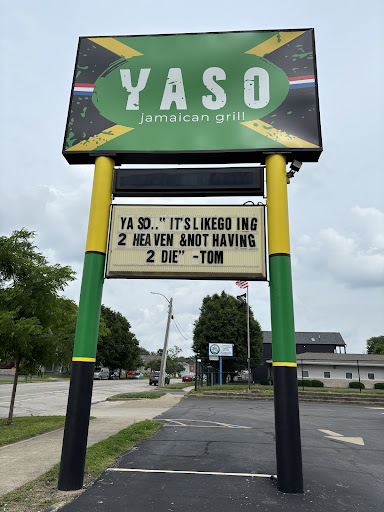 YASO
jamaican grill
YA SO.." IT'S LIKEGO ING
2 HEAVEN &NOT HAVING
2 DIE" -TOM